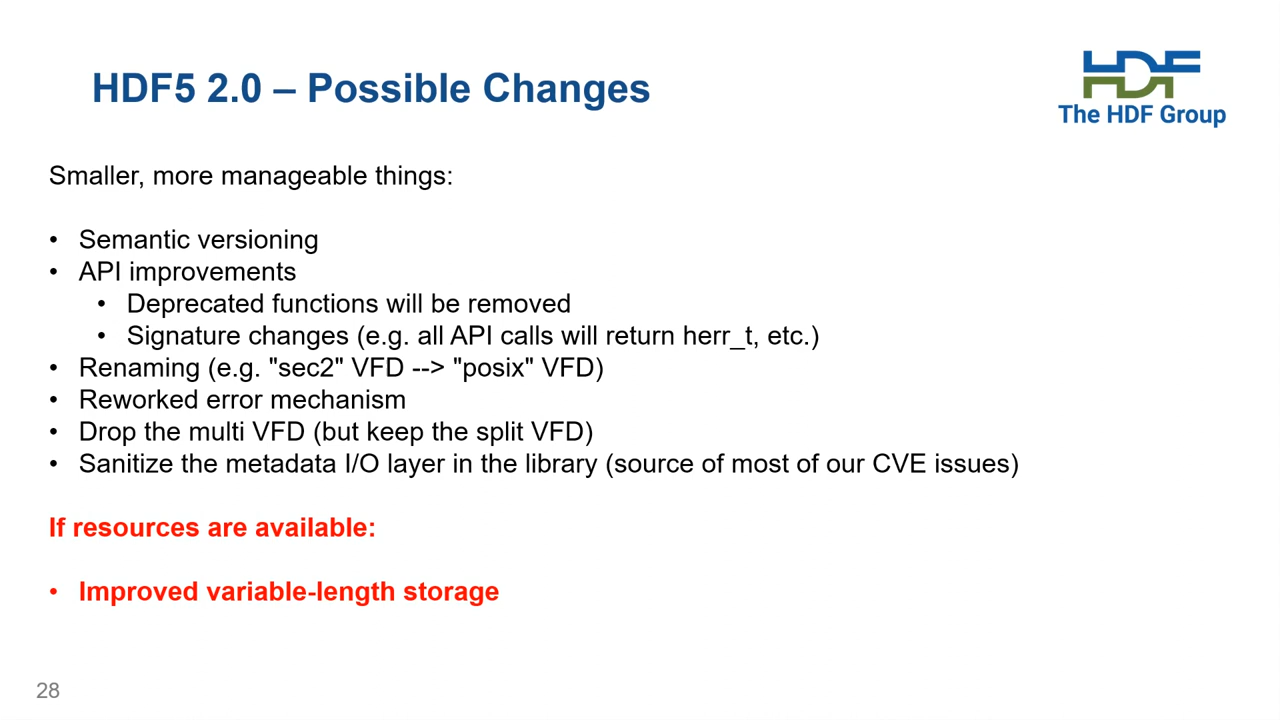 HDF5 2.0 – Possible Changes
HDF
The HDF Group
Smaller, more manageable things:
• Semantic versioning
• API improvements
• Deprecated functions will be removed
• Signature changes (e.g. all API calls will return herr_t, etc.)
• Renaming (e.g. "sec2" VFD --> "posix" VFD)
• Reworked error mechanism
• Drop the multi VFD (but keep the split VFD)
• Sanitize the metadata I/O layer in the library (source of most of our CVE issues)
If resources are available:
• Improved variable-length storage
28